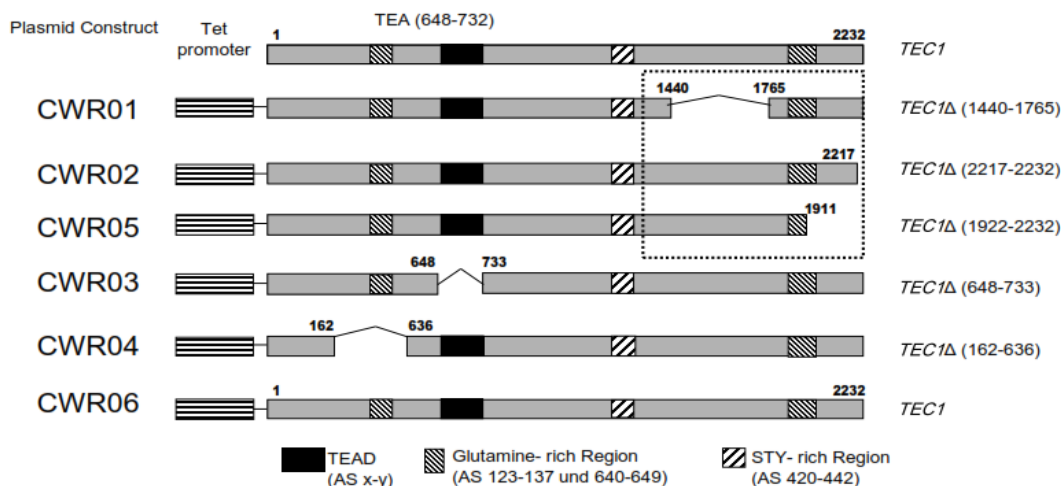 Plasmid Construct
Tet promoter
TEA (648-732)
1 2232 TEC1
CWR01 1440 1765 TEC1Δ (1440-1765)
CWR02 2217 TEC1Δ (2217-2232)
CWR05 1911 TEC1Δ (1922-2232)
CWR03 648 733 TEC1Δ (648-733)
CWR04 162 636 TEC1Δ (162-636)
CWR06 1 2232 TEC1
TEAD
(AS x-y)
Glutamine- rich Region
(AS 123-137 und 640-649)
STY- rich Region
(AS 420-442)